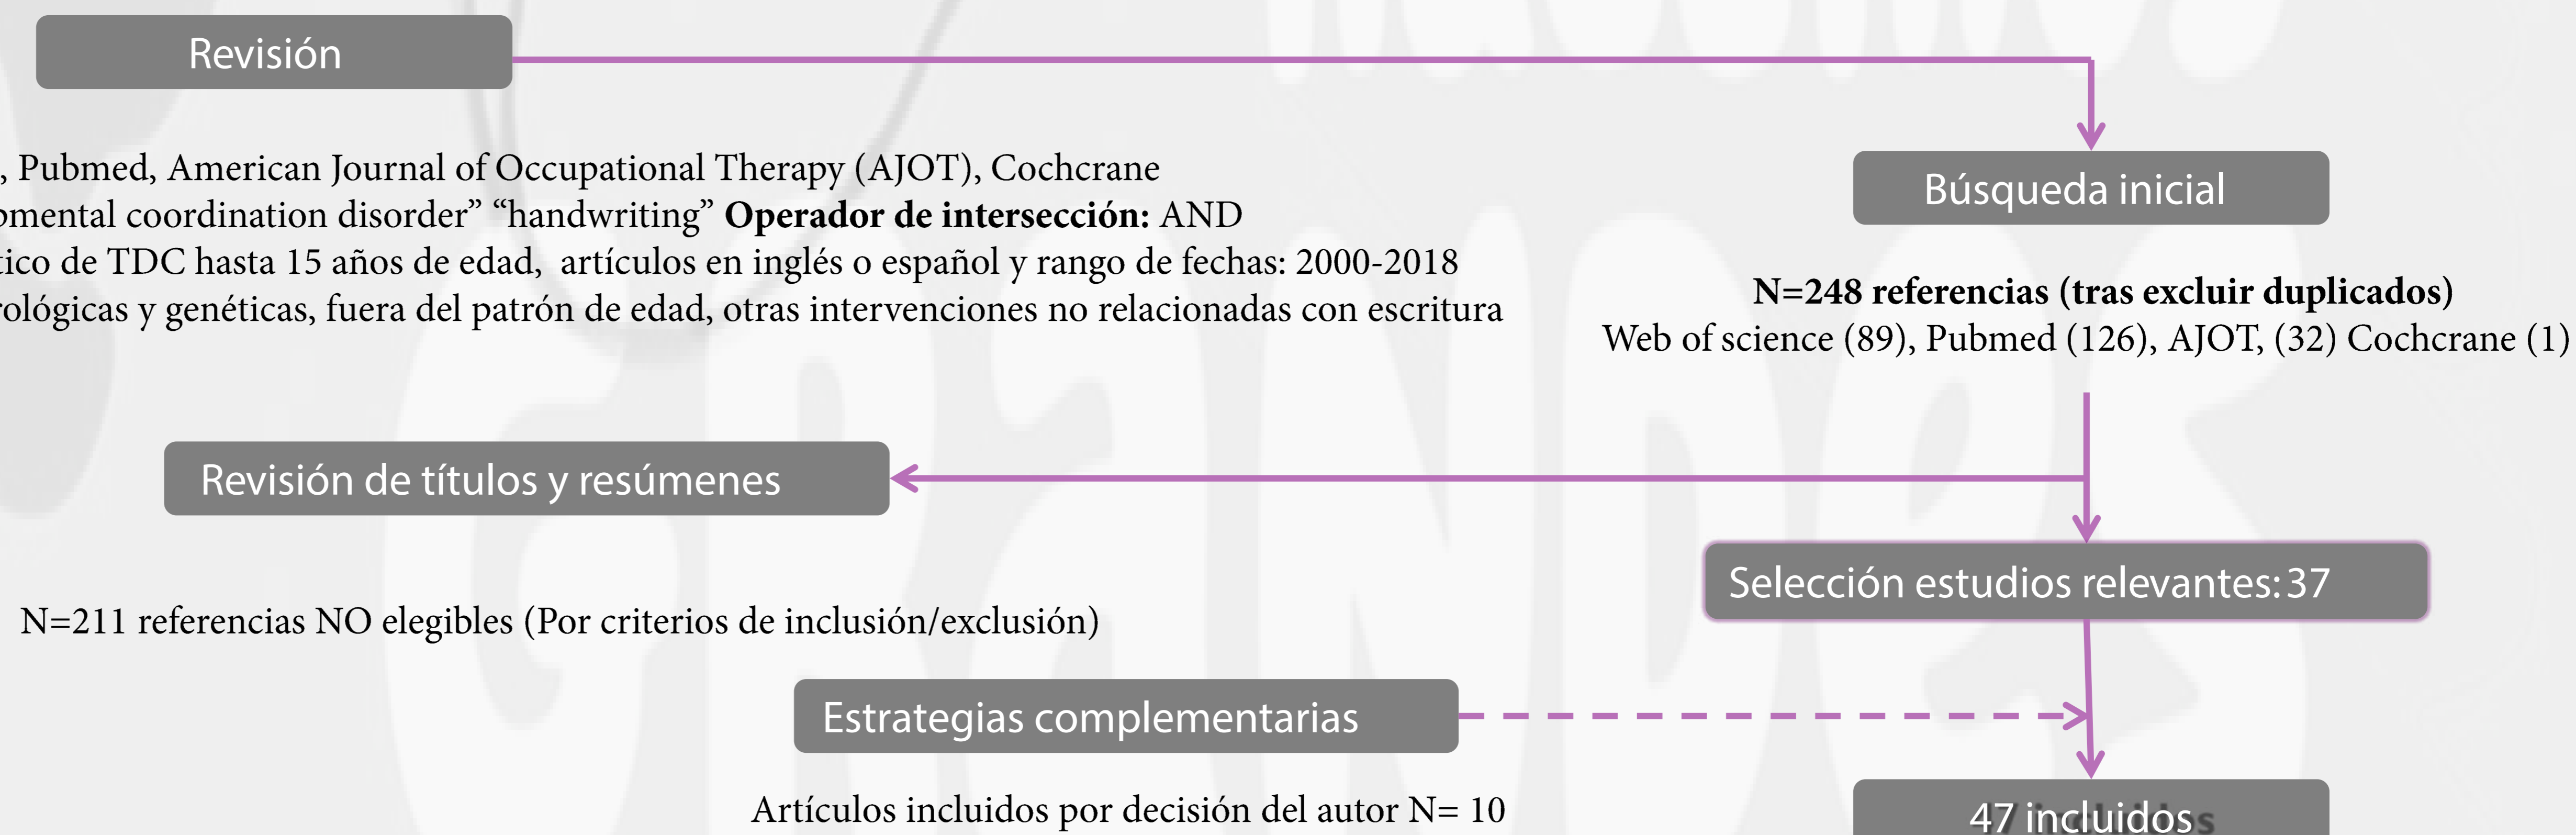 Revisión
, Pubmed, American Journal of Occupational Therapy (AJOT), Cochcrane
pmental coordination disorder” “handwriting” Operador de intersección: AND
tico de TDC hasta 15 años de edad, artículos en inglés o español y rango de fechas: 2000-2018
rológicas y genéticas, fuera del patrón de edad, otras intervenciones no relacionadas con escritura
Búsqueda inicial
N=248 referencias (tras excluir duplicados)
Web of science (89), Pubmed (126), AJOT, (32) Cochcrane (1)
Revisión de títulos y resúmenes
N=211 referencias NO elegibles (Por criterios de inclusión/exclusión)
Selección estudios relevantes: 37
Estrategias complementarias
Artículos incluidos por decisión del autor N= 10
47 incluidos
GRANDES